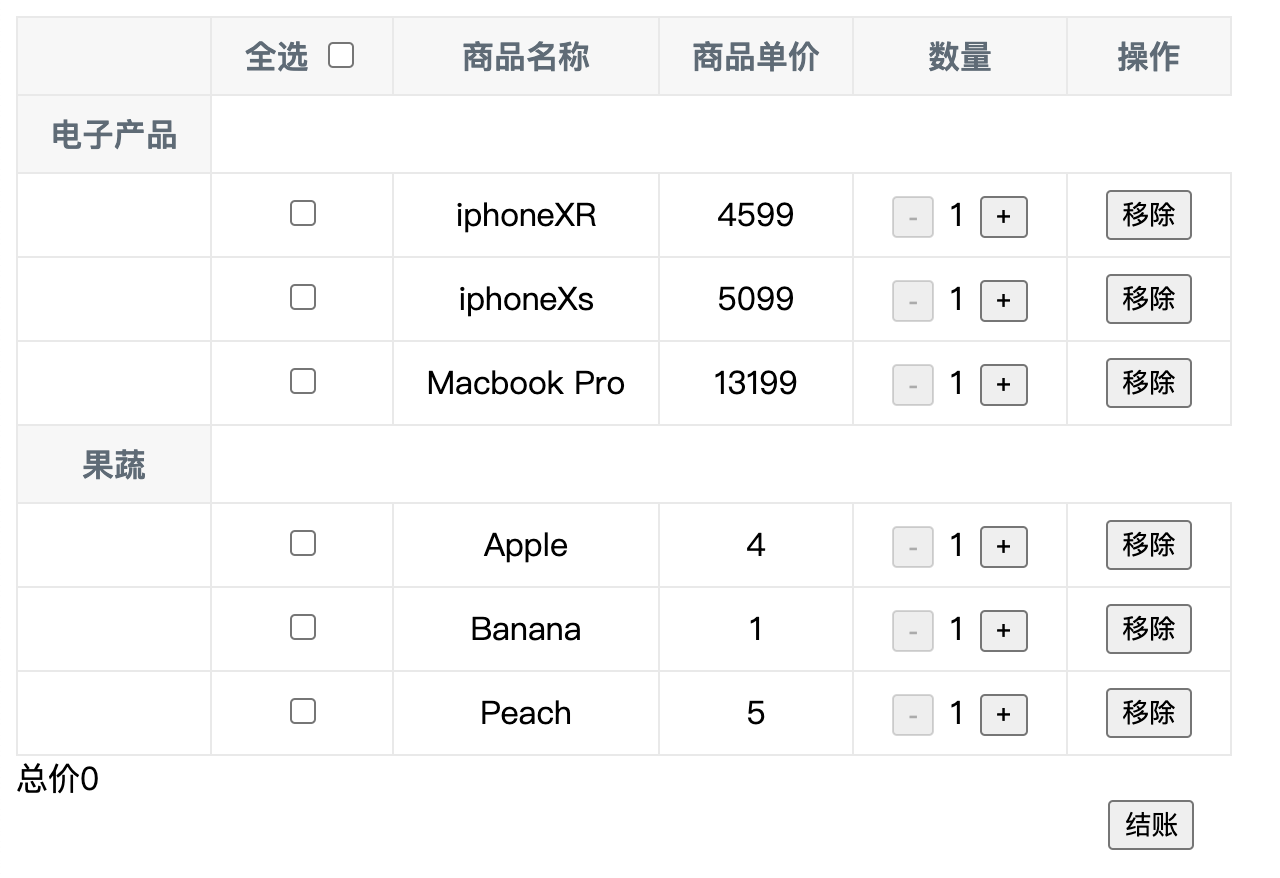 全选 商品名称 商品单价 数量 操作
电子产品
iphoneXR 4599 - 1 + 移除
iphoneXs 5099 - 1 + 移除
Macbook Pro 13199 - 1 + 移除
果蔬
Apple 4 - 1 + 移除
Banana 1 - 1 + 移除
Peach 5 - 1 + 移除
总价0
结账